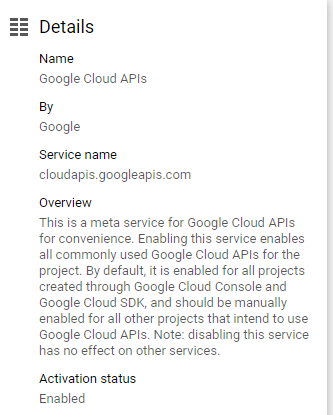 Details
Name
Google Cloud APIs
By
Google
Service name
cloudapis.googleapis.com
Overview
This is a meta service for Google Cloud APIs
for convenience. Enabling this service enables
all commonly used Google Cloud APIs for the
project. By default, it is enabled for all projects
created through Google Cloud Console and
Google Cloud SDK, and should be manually
enabled for all other projects that intend to use
Google Cloud APIs. Note: disabling this service
has no effect on other services.
Activation status
Enabled